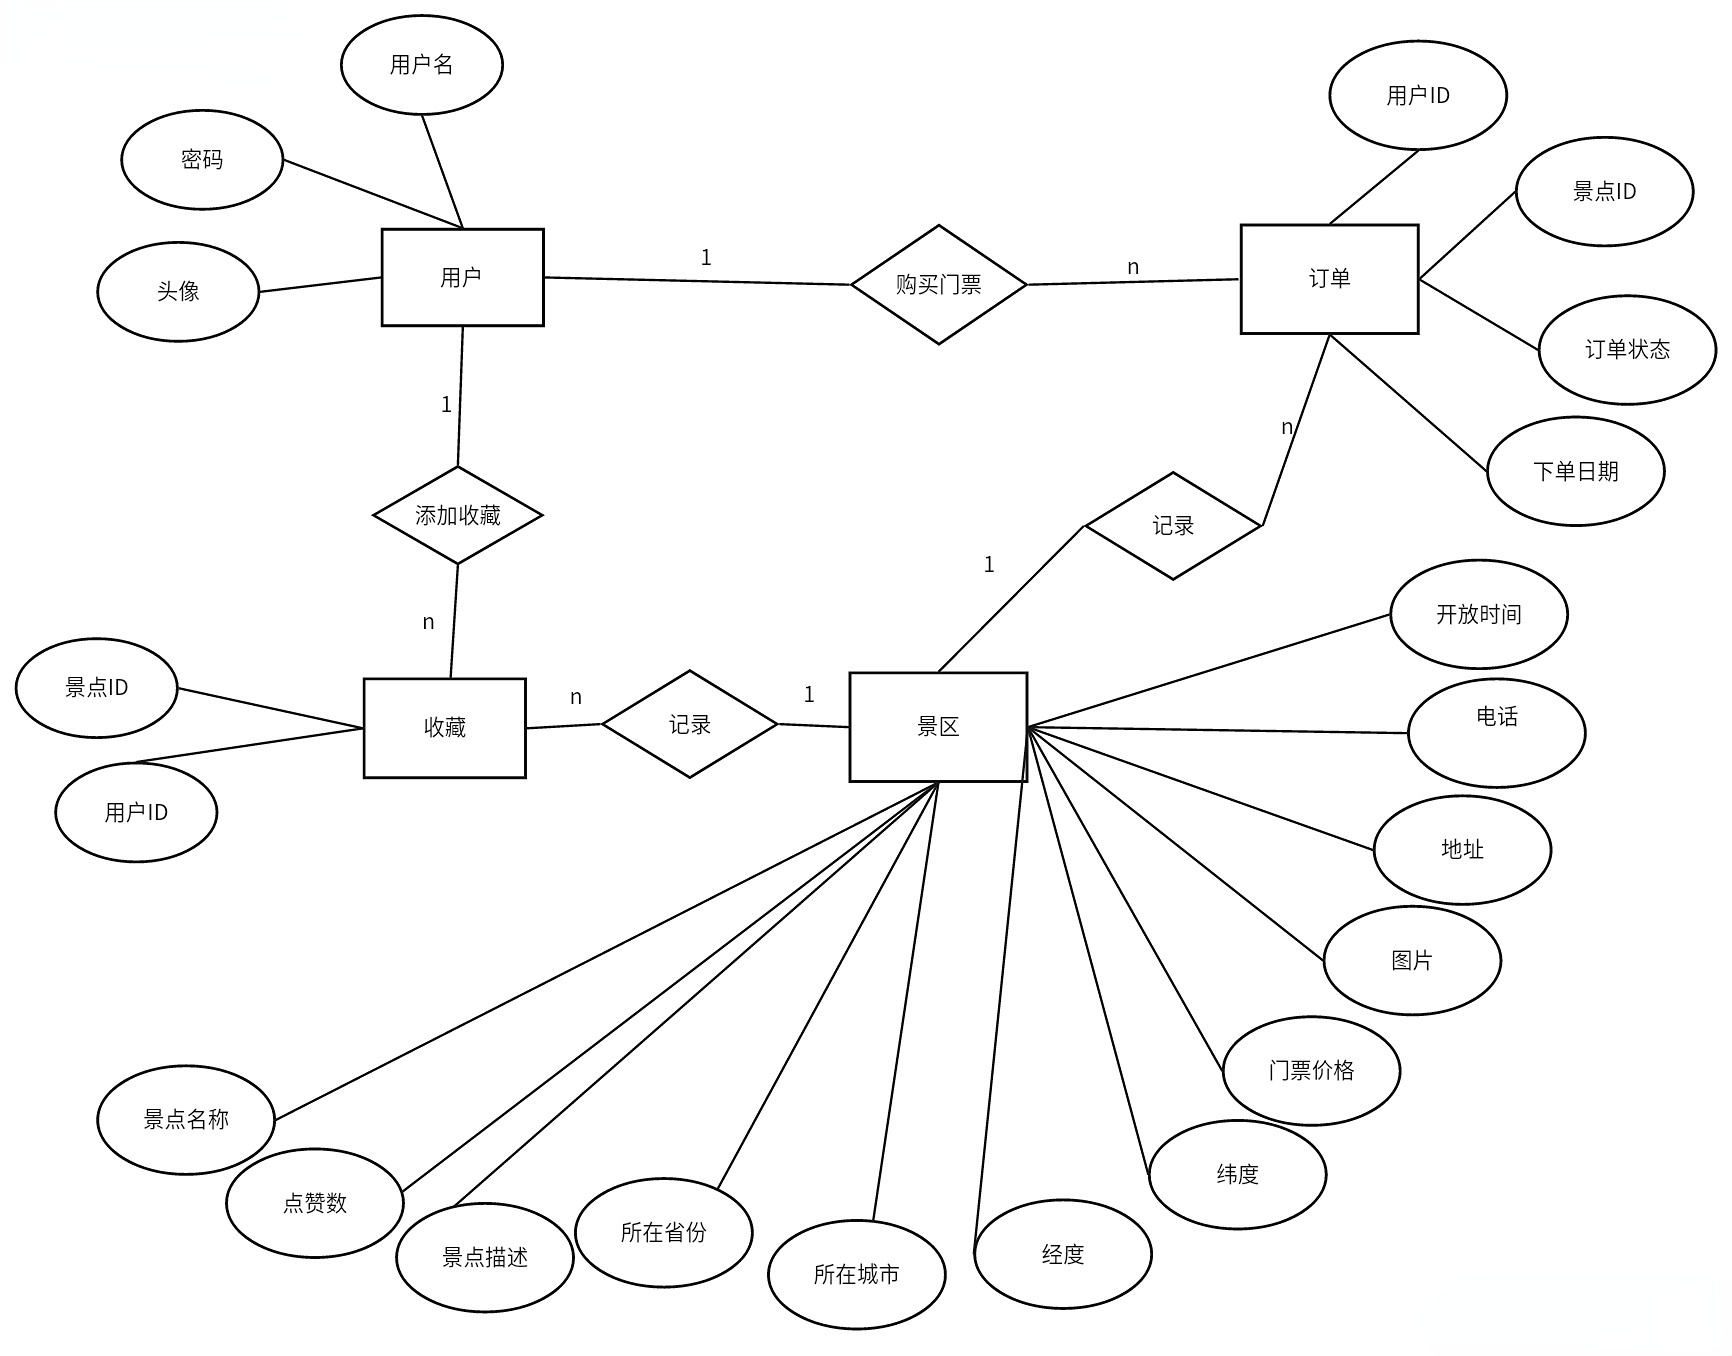 用户名
用户ID
密码
景点ID
头像
用户
1
购买门票
n
订单
订单状态
1
n
下单日期
添加收藏
记录
1
n
开放时间
景点ID
收藏
n
记录
1
景区
电话
用户ID
地址
图片
门票价格
景点名称
点赞数
景点描述
所在省份
所在城市
经度
纬度